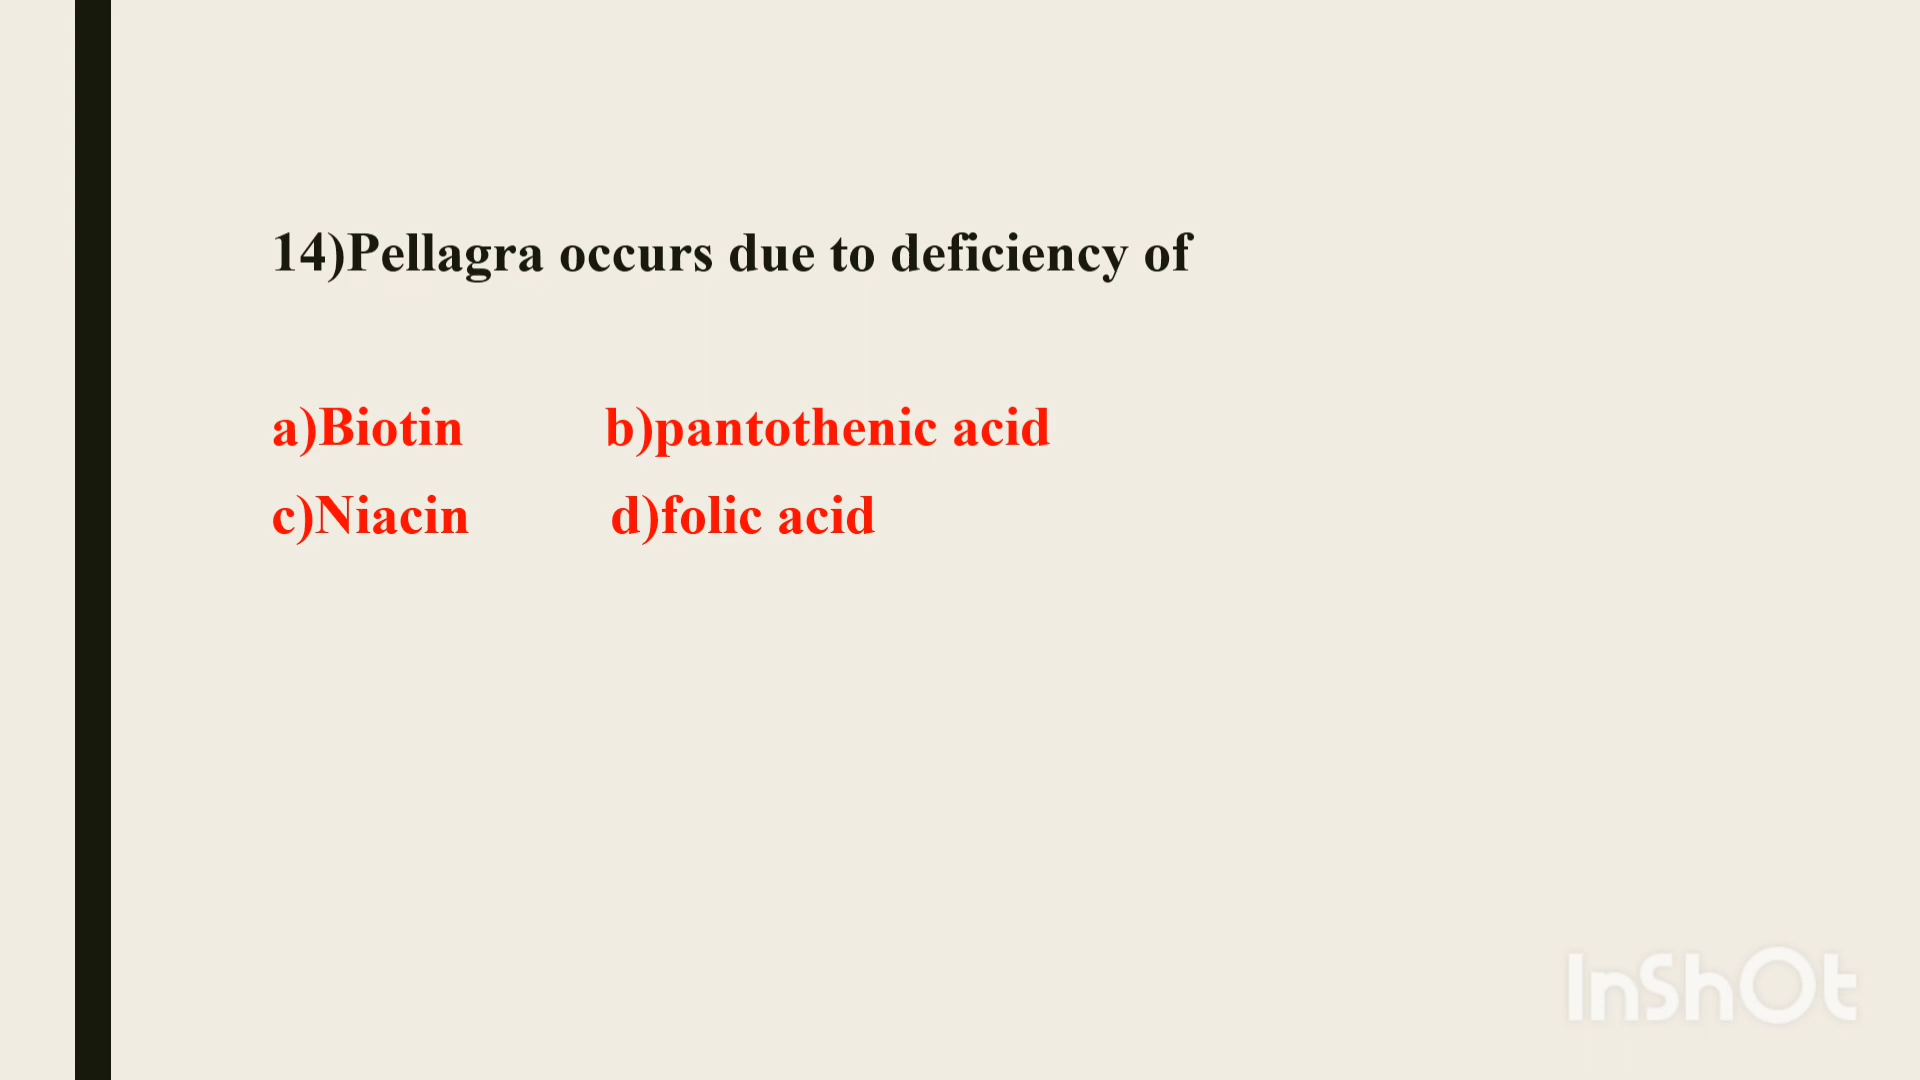 14)Pellagra occurs due to deficiency of
a)Biotin b)pantothenic acid
c)Niacin d)folic acid
InShOt